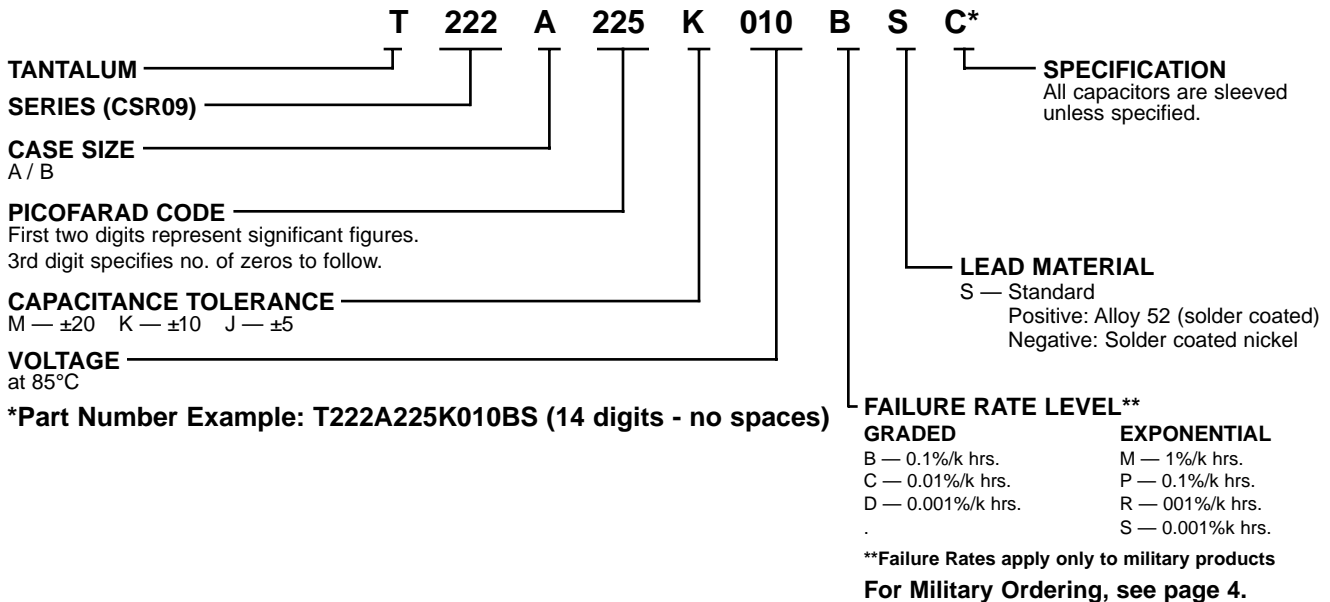 T 222 A 225 K 010 B S C*
TANTALUM
SERIES (CSR09)
CASE SIZE
A / B
PICOFARAD CODE
First two digits represent significant figures.
3rd digit specifies no. of zeros to follow.
CAPACITANCE TOLERANCE
M — ±20 K — ±10 J — ±5
VOLTAGE
at 85°C
*Part Number Example: T222A225K010BS (14 digits - no spaces)
SPECIFICATION
All capacitors are sleeved
unless specified.
LEAD MATERIAL
S — Standard
Positive: Alloy 52 (solder coated)
Negative: Solder coated nickel
FAILURE RATE LEVEL**
GRADED
B — 0.1%/k hrs.
C — 0.01%/k hrs.
D — 0.001%/k hrs.
.
EXPONENTIAL
M — 1%/k hrs.
P — 0.1%/k hrs.
R — 001%/k hrs.
S — 0.001%k hrs.
**Failure Rates apply only to military products
For Military Ordering, see page 4.